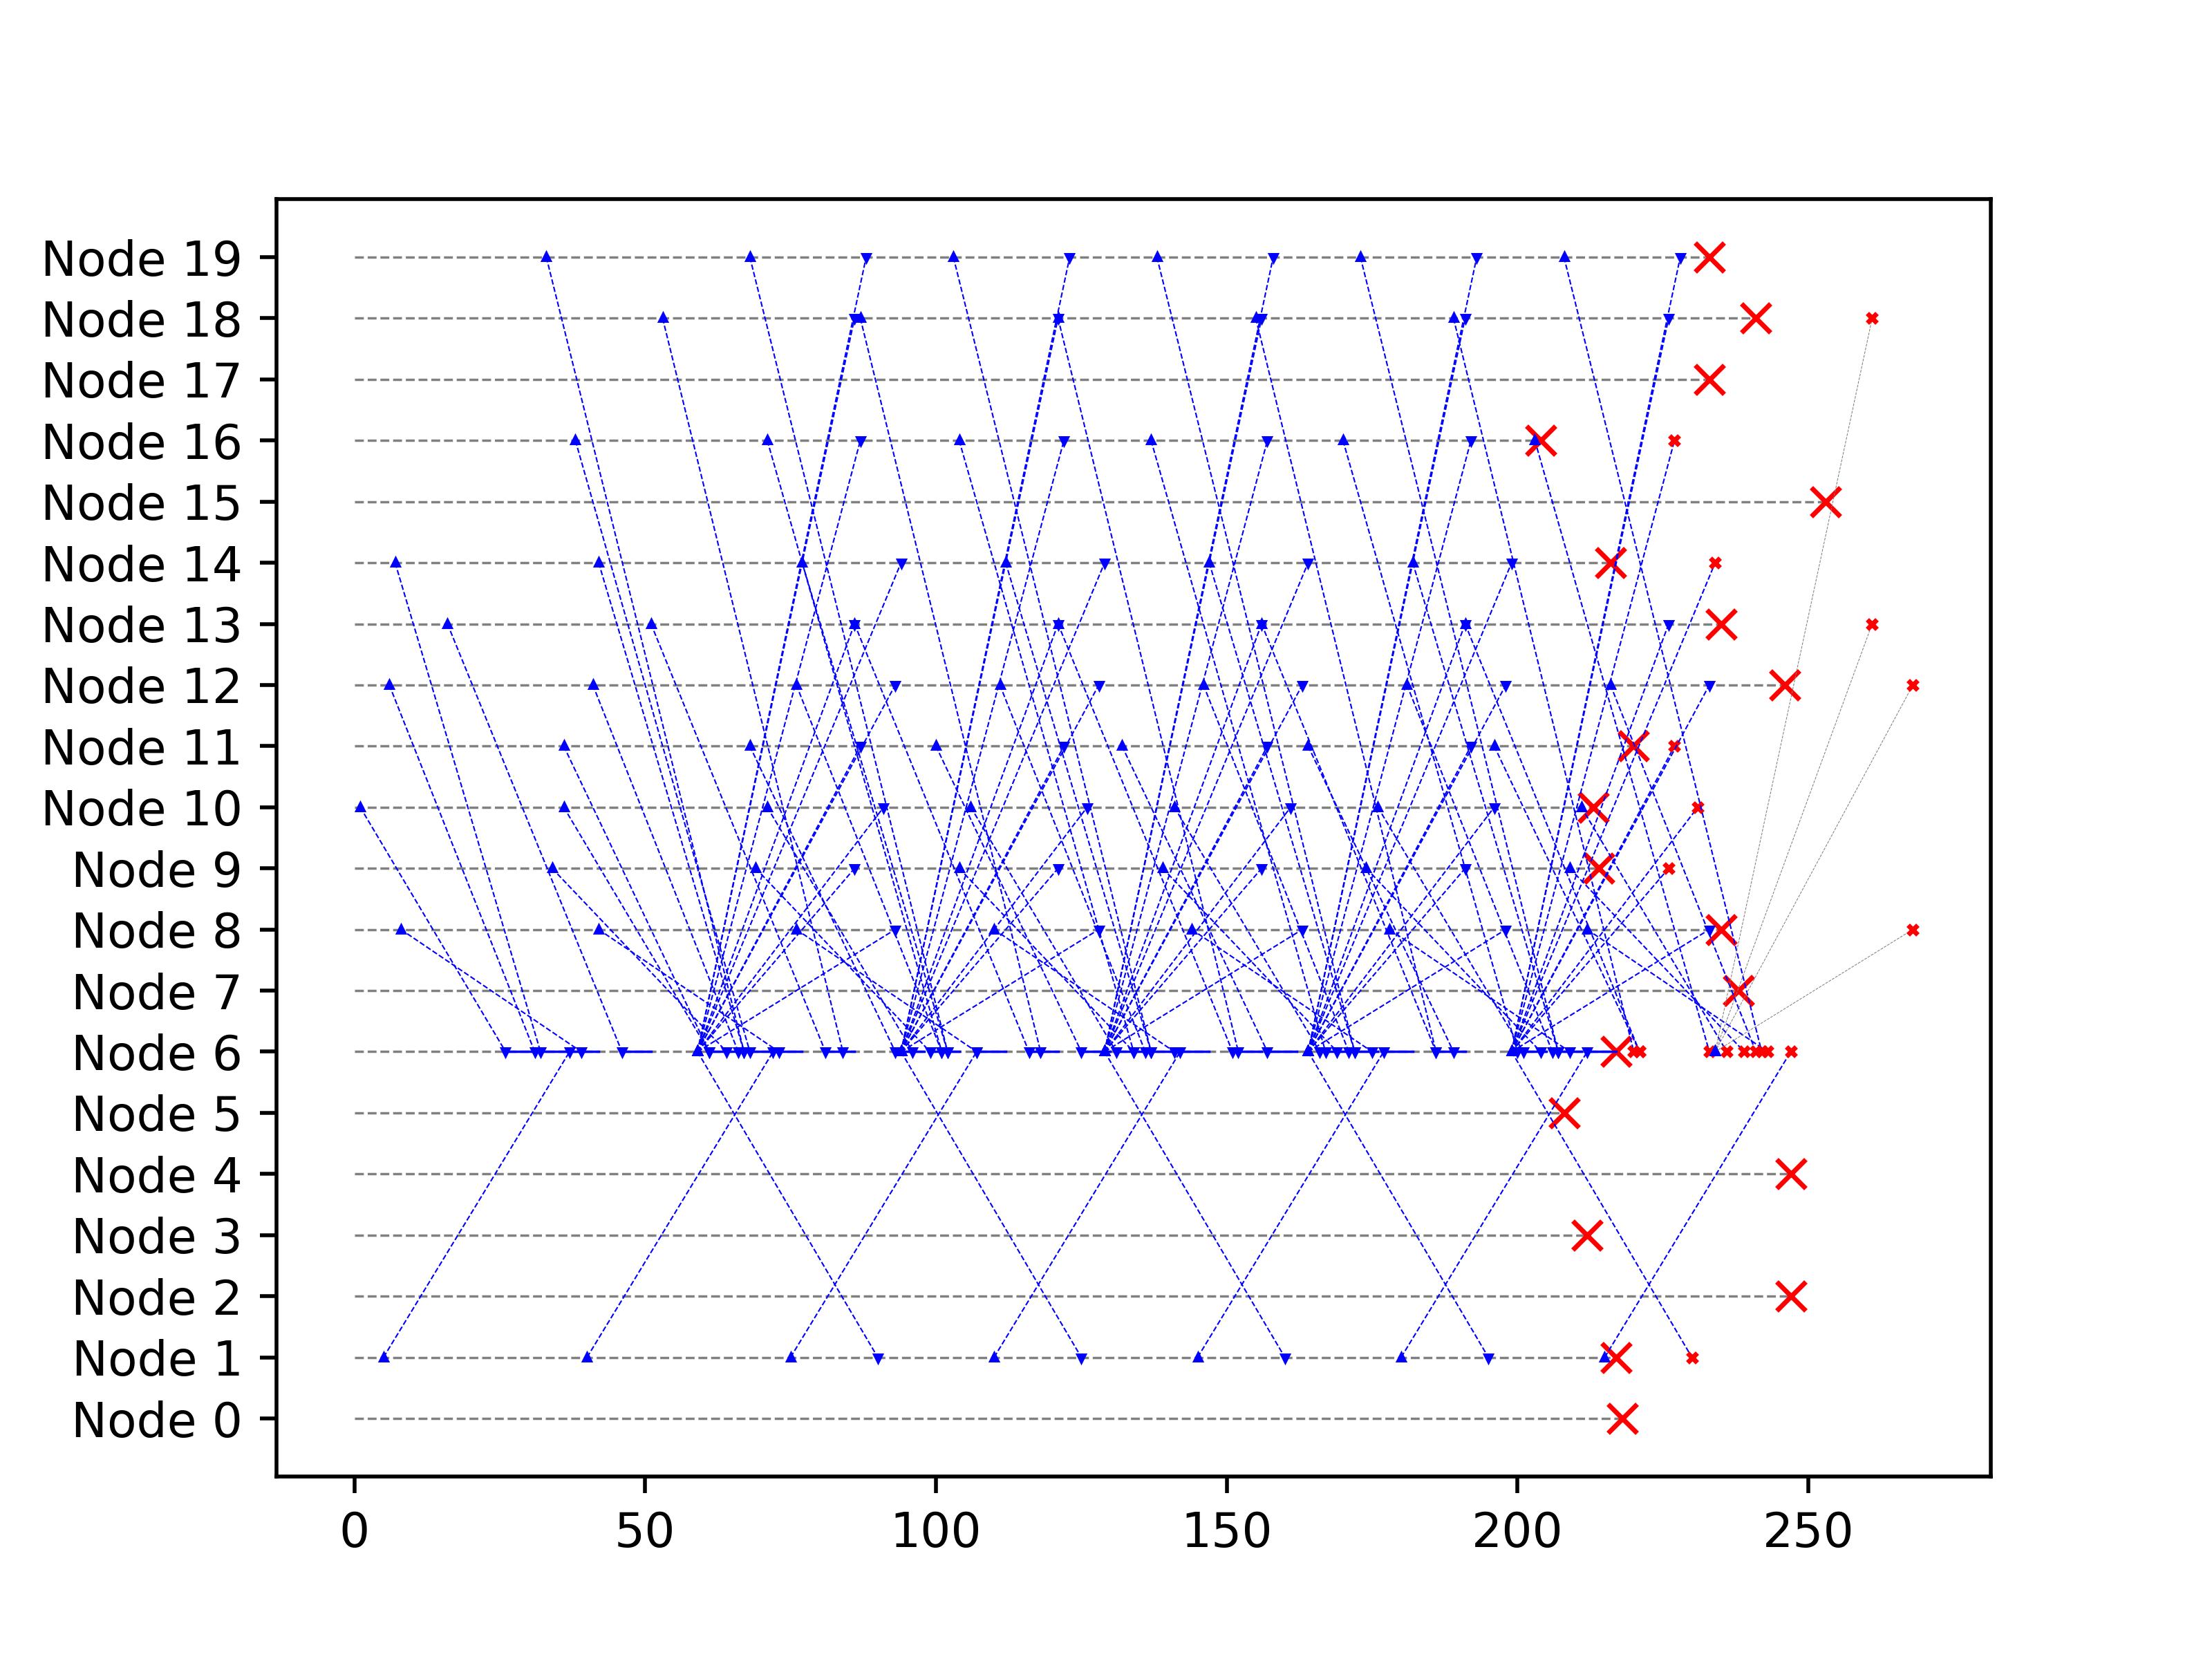 Node 19
Node 18
Node 17
Node 16
Node 15
Node 14
Node 13
Node 12
Node 11
Node 10
Node 9
Node 8
Node 7
Node 6
Node 5
Node 4
Node 3
Node 2
Node 1
Node 0
0 50 100 150 200 250